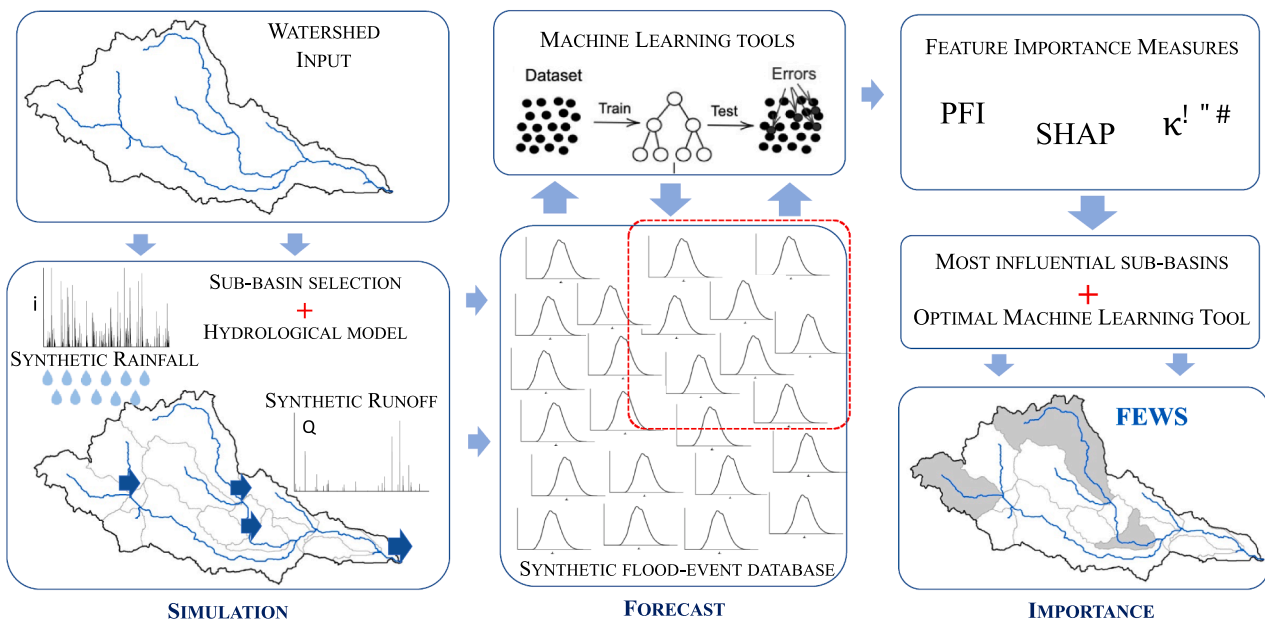 WATERSHED
INPUT
i
SUB-BASIN SELECTION
+
HYDROLOGICAL MODEL
SYNTHETIC RAINFALL
SYNTHETIC RUNOFF
Q
SIMULATION
MACHINE LEARNING TOOLS
Dataset
Train
Test
Errors
SYNTHETIC FLOOD-EVENT DATABASE
FORECAST
FEATURE IMPORTANCE MEASURES
PFI
SHAP
κ! " #
MOST INFLUENTIAL SUB-BASINS
+
OPTIMAL MACHINE LEARNING TOOL
FEWS
IMPORTANCE